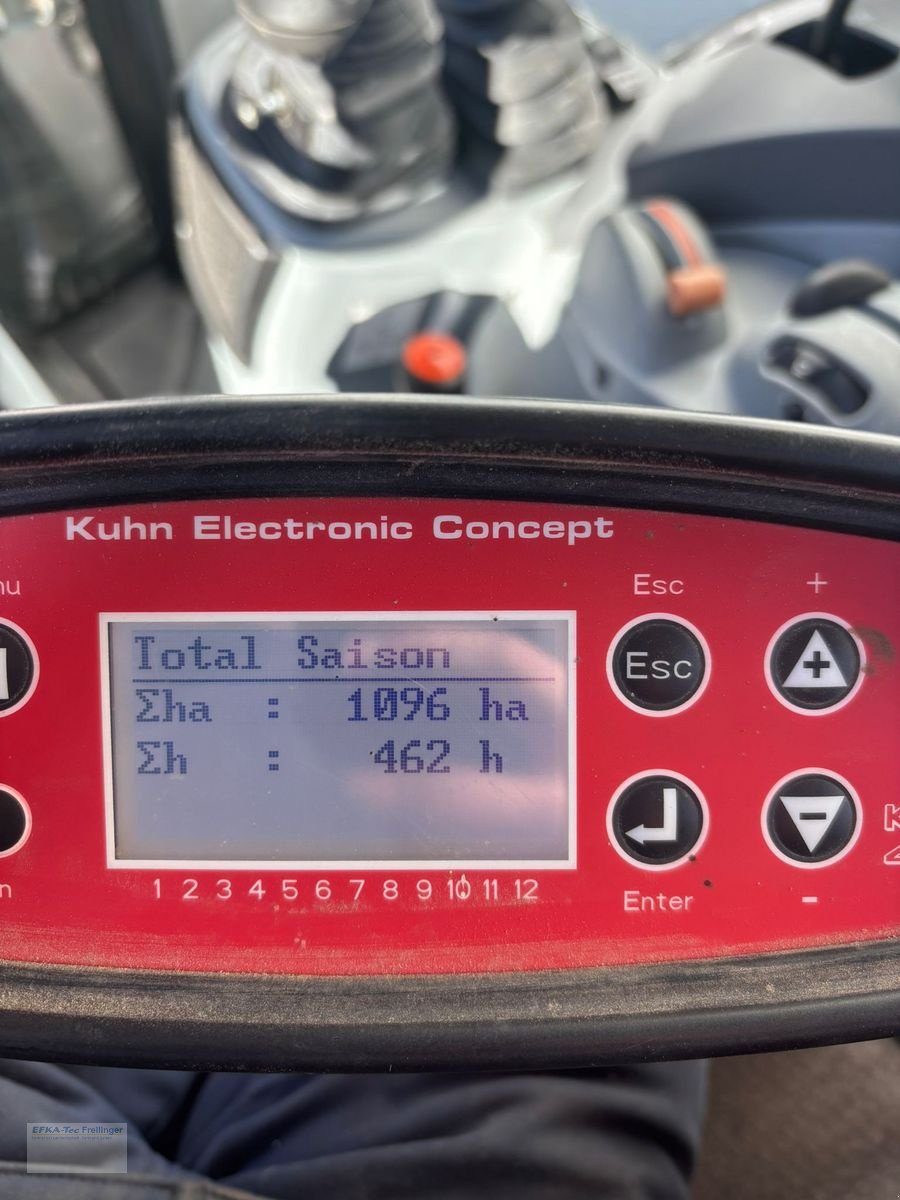 Kuhn Electronic Concept
nu
Esc
+
Total Saison
Σha : 1096 ha
Σh : 462 h
Esc
+
-
1 2 3 4 5 6 7 8 9 10 11 12
n
Enter
-
EFKA-Tec Freilinger